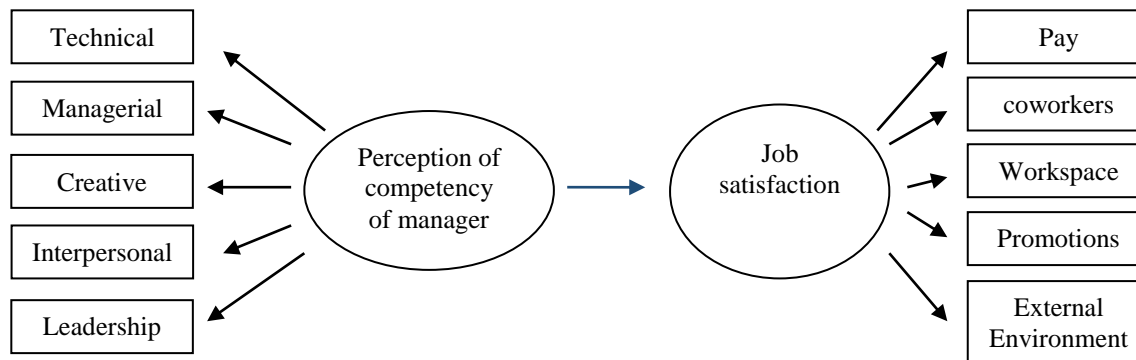 Technical
Managerial
Creative
Interpersonal
Leadership
Perception of
competency
of manager
Job
satisfaction
Pay
coworkers
Workspace
Promotions
External
Environment